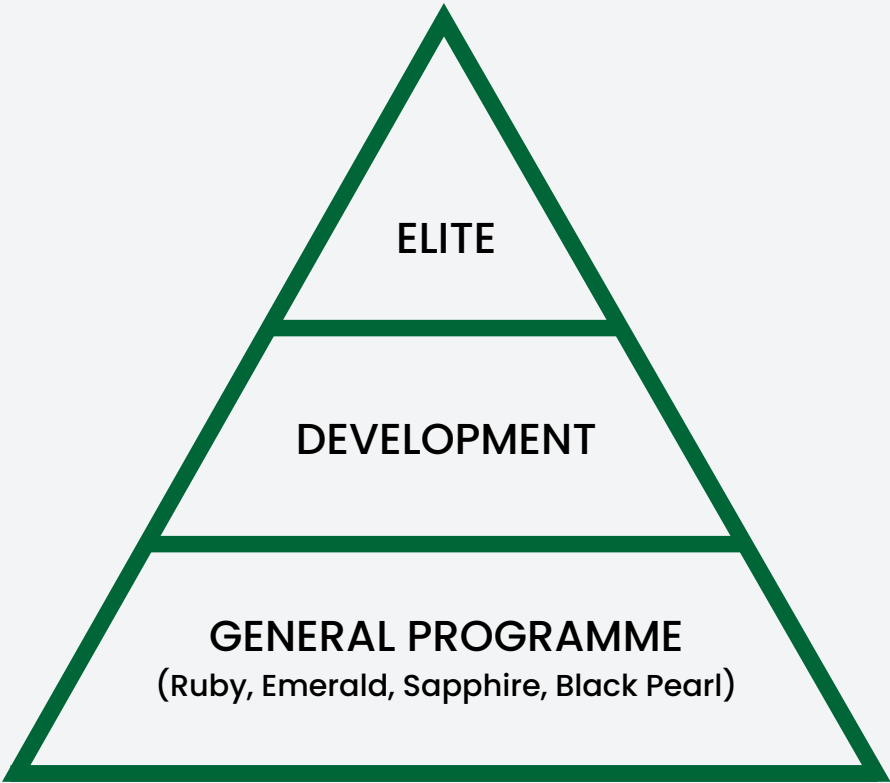 ELITE
DEVELOPMENT
GENERAL PROGRAMME
(Ruby, Emerald, Sapphire, Black Pearl)